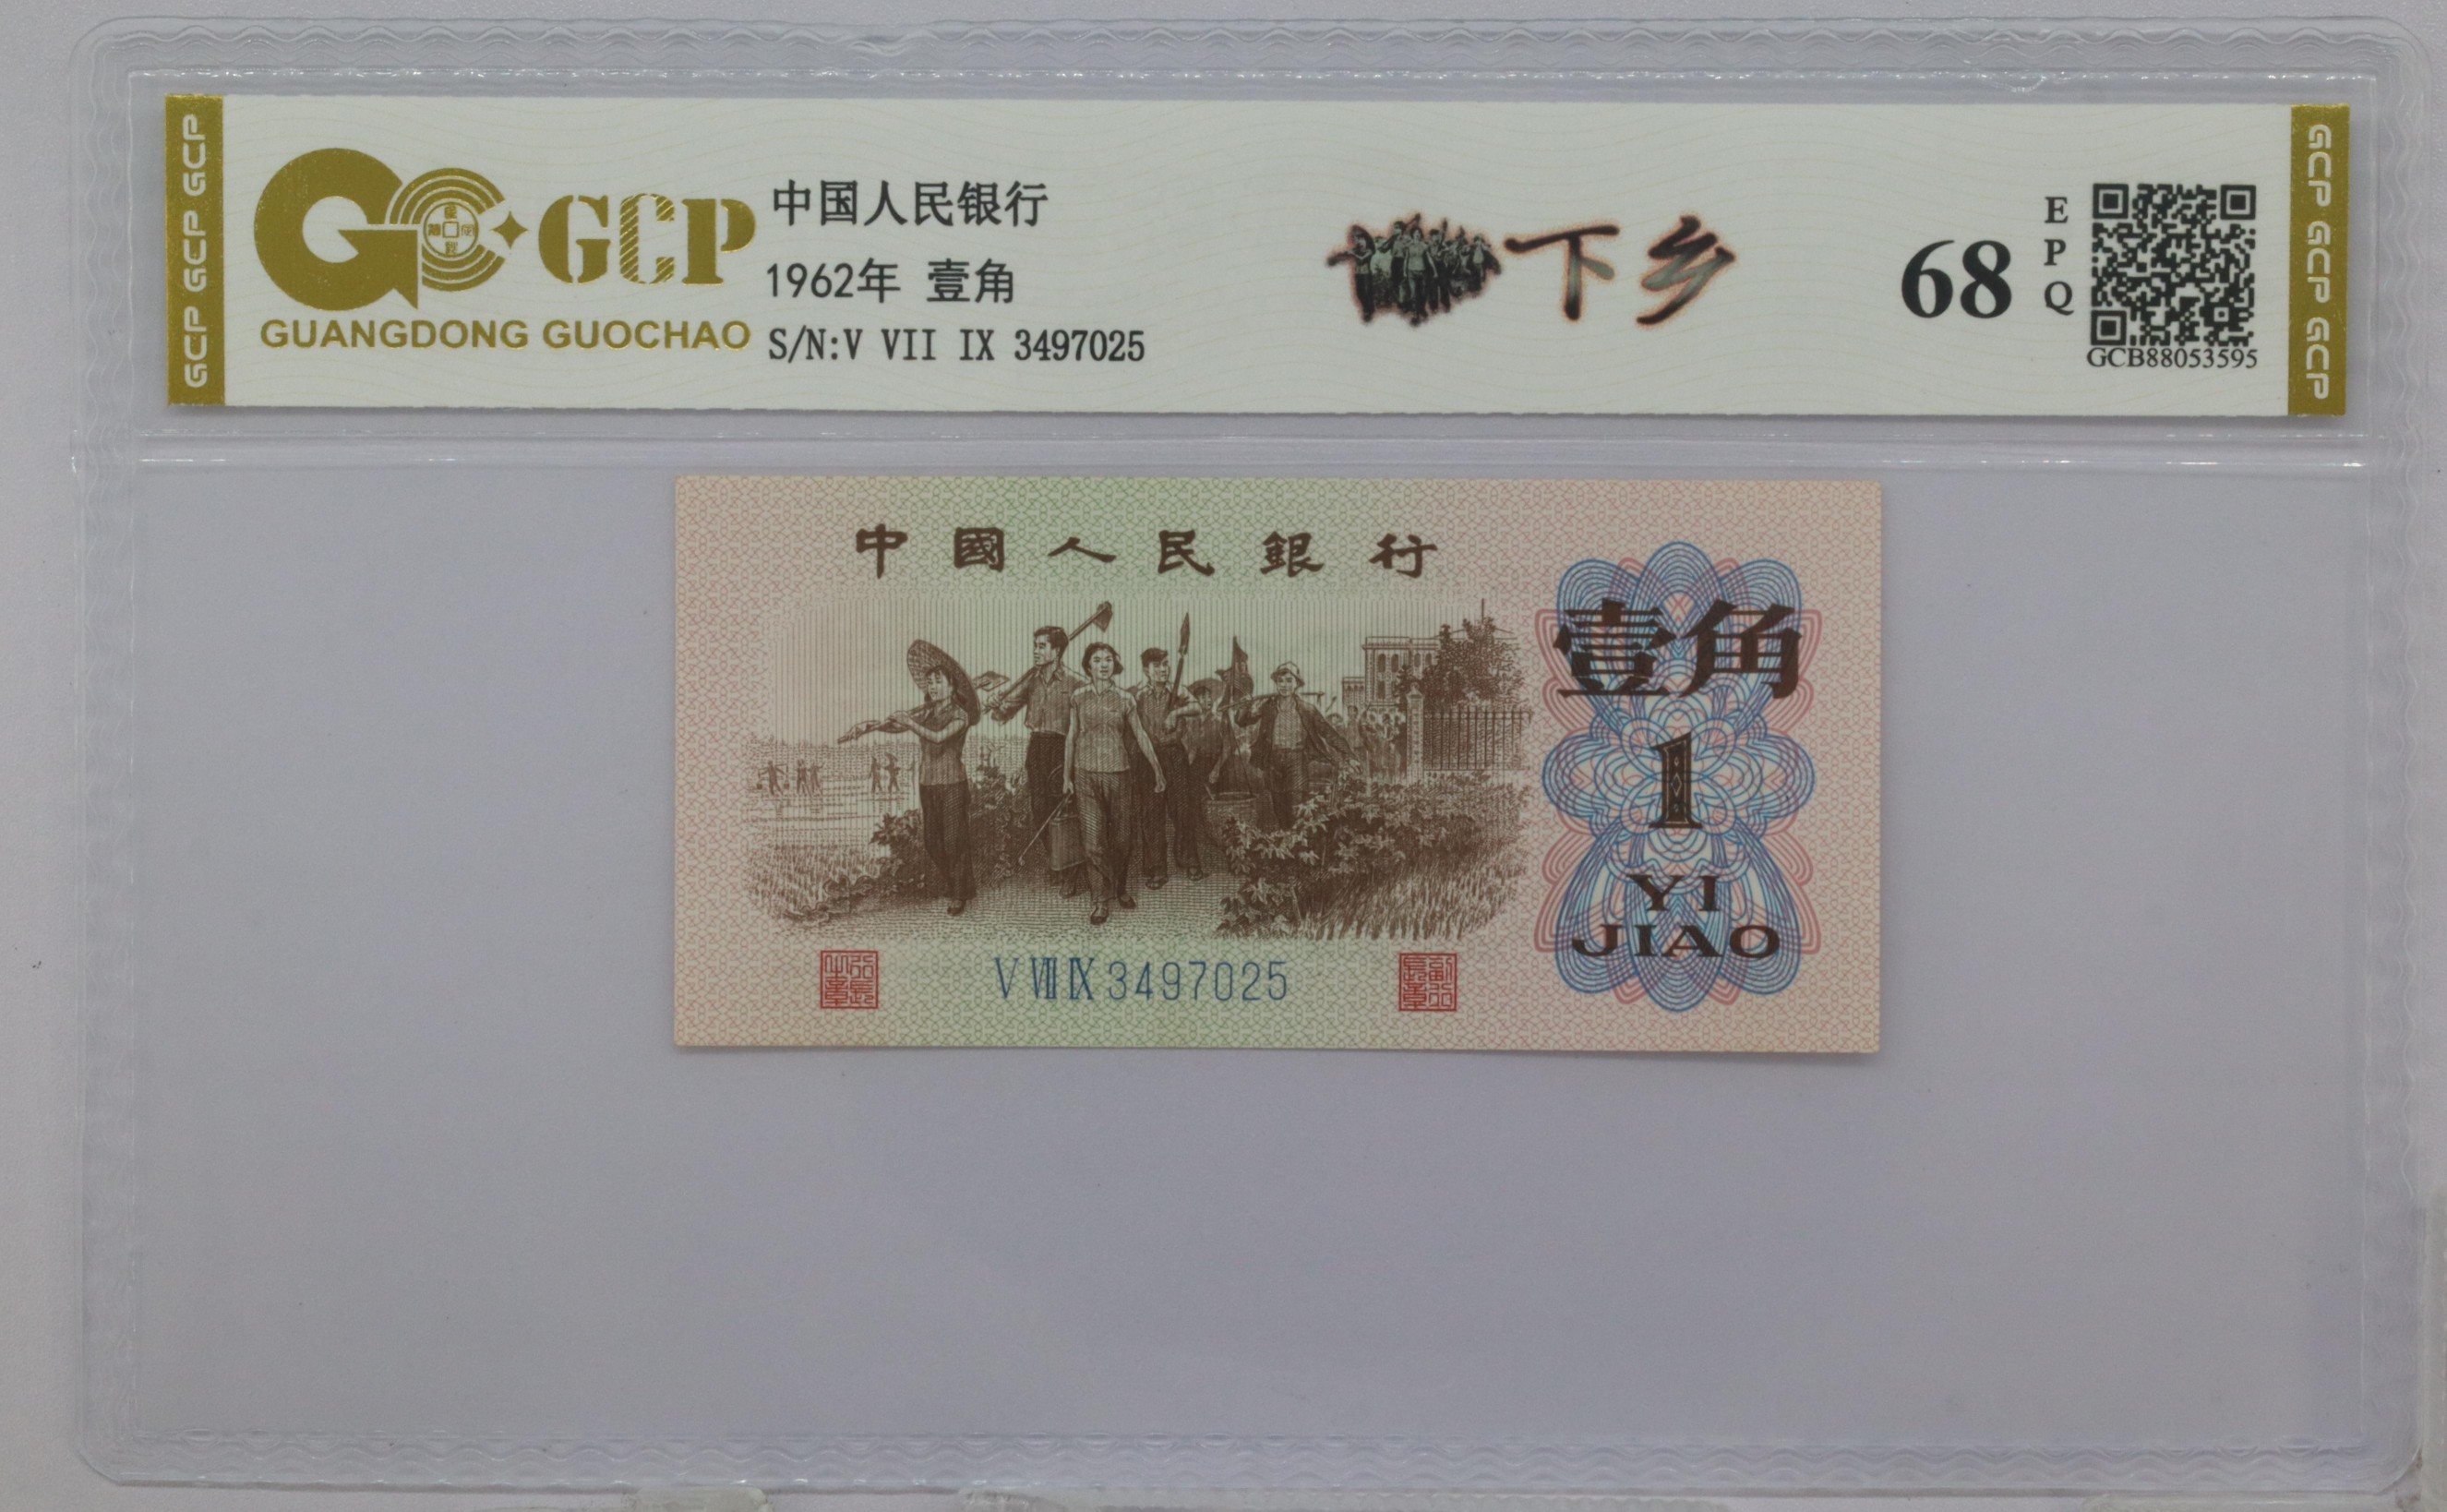 GCP GCP GCP
GCP
GUANGDONG GUOCHAO
中国人民银行
1962年 壹角
S/N:V VII IX 3497025
下乡
68
EPQ
GCB88053595
GCP GCP GCP
中國人民銀行
壹角
1
YI
JIAO
3497025